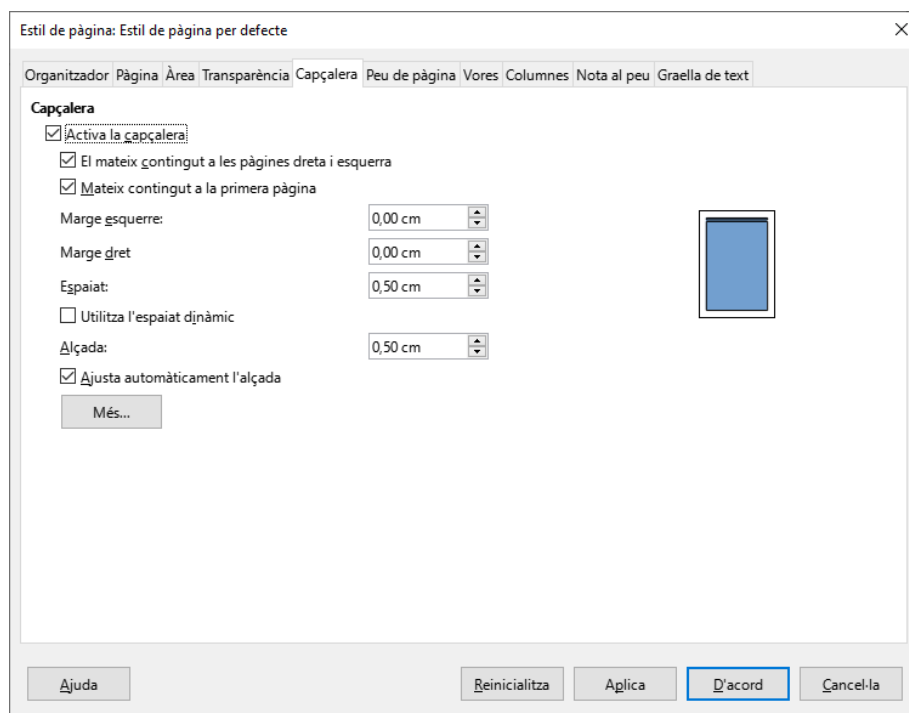 Estil de pàgina: Estil de pàgina per defecte
Organitzador Pàgina Àrea Transparència Capçalera Peu de pàgina Vores Columnes Nota al peu Graella de text
Capçalera
Activa la capçalera
El mateix contingut a les pàgines dreta i esquerra
Mateix contingut a la primera pàgina
Marge esquerre: 0,00 cm
Marge dret 0,00 cm
Espaiat: 0,50 cm
Utilitza l'espaiat dinàmic
Alçada: 0,50 cm
Ajusta automàticament l'alçada
Més...
Ajuda Reinicialitza Aplica D'acord Cancel·la